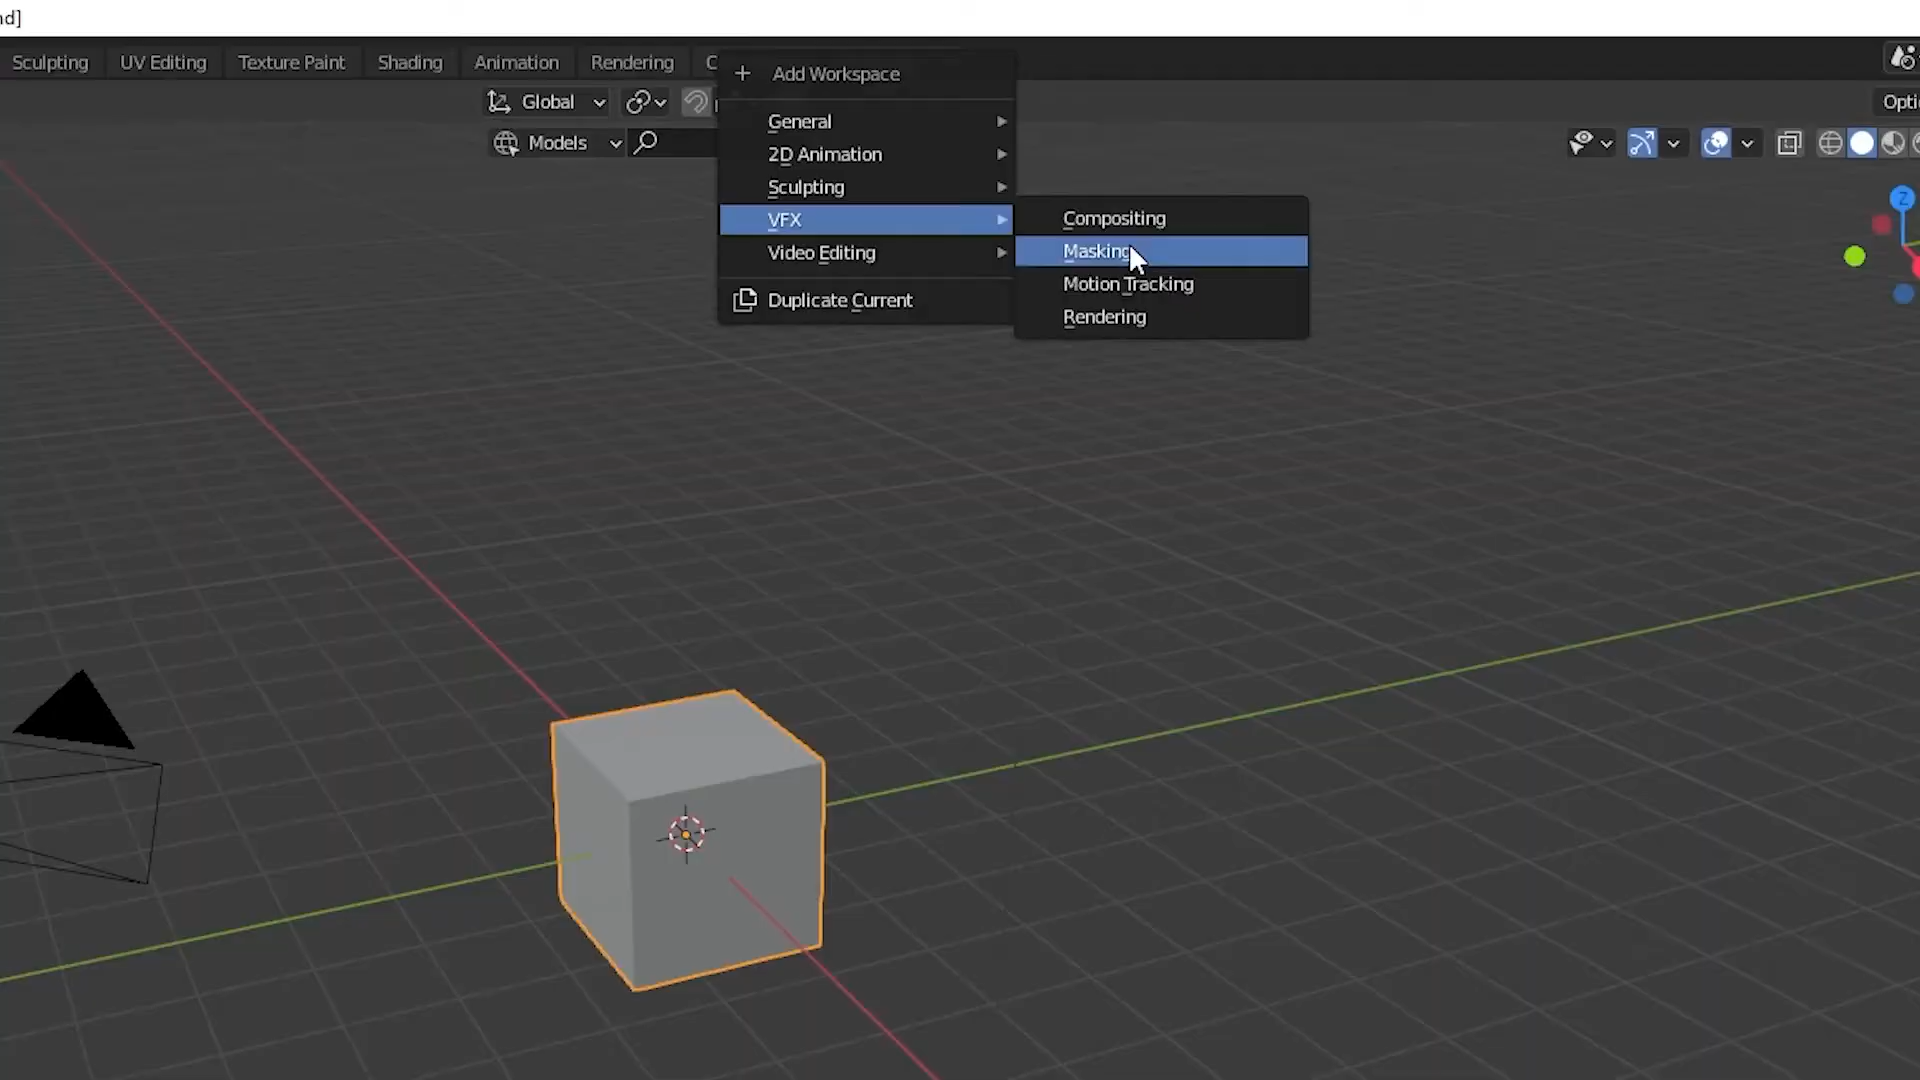 nd]
Sculpting UV Editing Texture Paint Shading Animation Rendering C
Add Workspace
Global
Opti
General
Models
2D Animation
Sculpting
VFX
Compositing
Masking
Video Editing
Motion Tracking
Duplicate Current
Rendering
Z